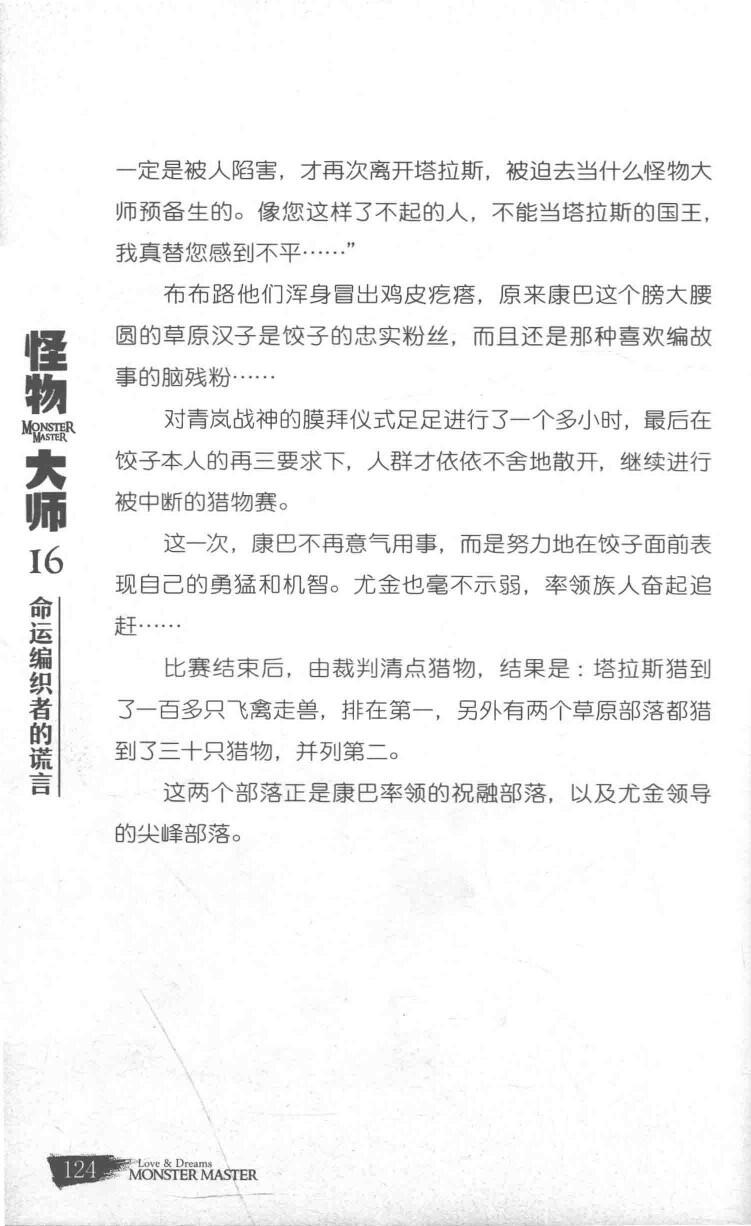 一定是被人陷害，才再次离开塔拉斯，被迫去当什么怪物大
师预备生的。像您这样了不起的人，不能当塔拉斯的国王，
我真替您感到不平……”
布布路他们浑身冒出鸡皮疙瘩，原来康巴这个膀大腰
圆的草原汉子是饺子的忠实粉丝，而且还是那种喜欢编故
事的脑残粉……
对青岚战神的膜拜仪式足足进行了一个多小时，最后在
饺子本人的再三要求下，人群才依依不舍地散开，继续进行
被中断的猎物赛。
这一次，康巴不再意气用事，而是努力地在饺子面前表
现自己的勇猛和机智。尤金也毫不示弱，率领族人奋起追
赶……
比赛结束后，由裁判清点猎物，结果是：塔拉斯猎到
了一百多只飞禽走兽，排在第一，另外有两个草原部落都猎
到了三十只猎物，并列第二。
这两个部落正是康巴率领的祝融部落，以及尤金领导
的尖峰部落。
怪物
MONSTER
MASTER
大师
16
命运编织者的谎言
124
Love & Dreams
MONSTER MASTER